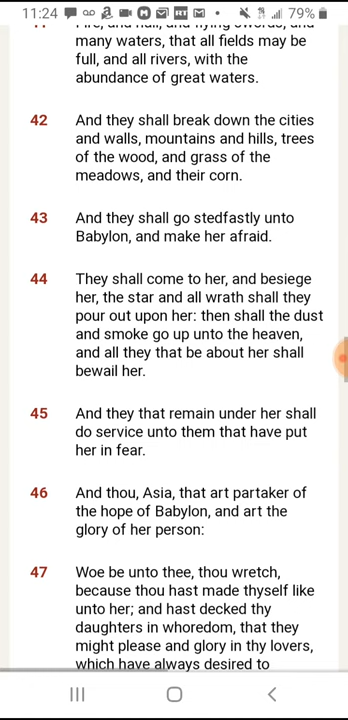 11:24
79%
many waters, that all fields may be
full, and all rivers, with the
abundance of great waters.
42 And they shall break down the cities
and walls, mountains and hills, trees
of the wood, and grass of the
meadows, and their corn.
43 And they shall go stedfastly unto
Babylon, and make her afraid.
44 They shall come to her, and besiege
her, the star and all wrath shall they
pour out upon her: then shall the dust
and smoke go up unto the heaven,
and all they that be about her shall
bewail her.
45 And they that remain under her shall
do service unto them that have put
her in fear.
46 And thou, Asia, that art partaker of
the hope of Babylon, and art the
glory of her person:
47 Woe be unto thee, thou wretch,
because thou hast made thyself like
unto her; and hast decked thy
daughters in whoredom, that they
might please and glory in thy lovers,
which have always desired to